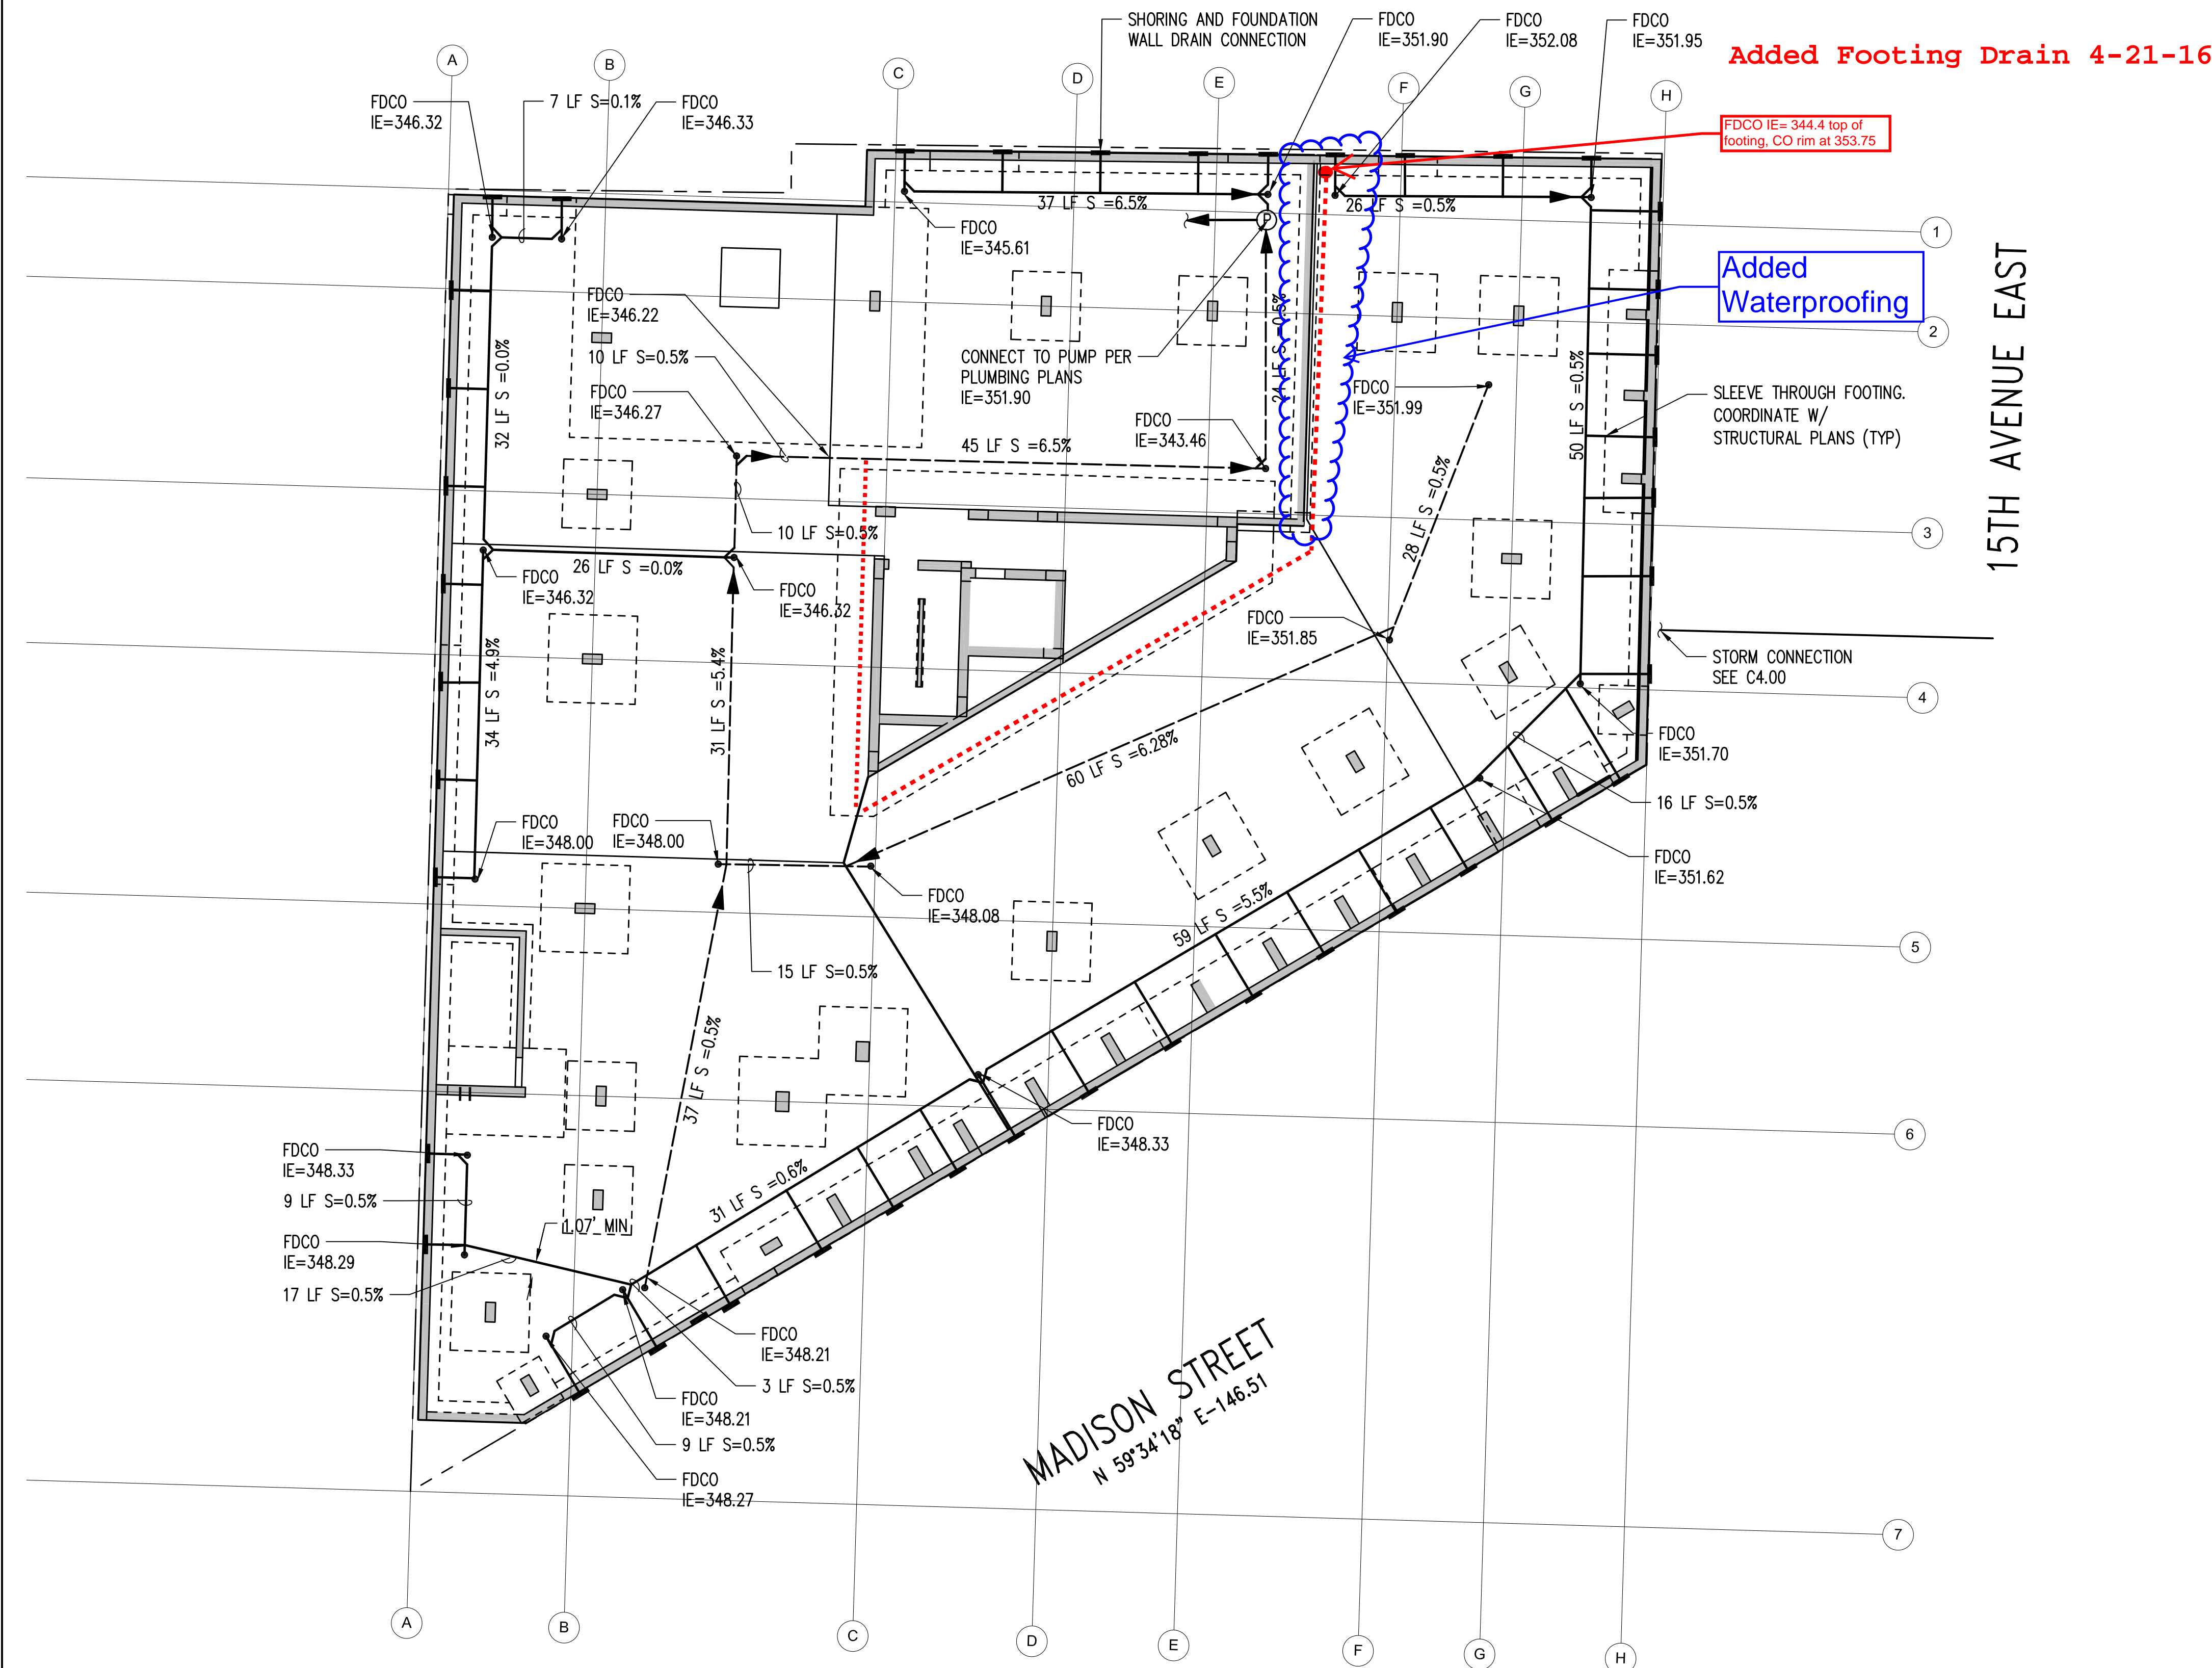 SHORING AND FOUNDATION
WALL DRAIN CONNECTION
FDCO
IE=351.90
FDCO
IE=352.08
FDCO
IE=351.95
Added Footing Drain 4-21-16
A
B
C
D
E
F
G
H
FDCO
IE=346.32
7 LF S=0.1%
FDCO
IE=346.33
FDCO IE= 344.4 top of
footing, CO rim at 353.75
37 LF S =6.5%
26 LF S =0.5%
FDCO
IE=345.61
P
1
Added
Waterproofing
15TH AVENUE EAST
FDCO
IE=346.22
2
32 LF S =0.0%
10 LF S=0.5%
CONNECT TO PUMP PER
PLUMBING PLANS
IE=351.90
24 LF S =0.5%
FDCO
IE=351.99
50 LF S =0.5%
SLEEVE THROUGH FOOTING.
COORDINATE W/
STRUCTURAL PLANS (TYP)
FDCO
IE=346.27
FDCO
IE=343.46
45 LF S =6.5%
28 LF S =0.5%
10 LF S=0.5%
3
26 LF S =0.0%
FDCO
IE=346.32
FDCO
IE=346.32
FDCO
IE=351.85
STORM CONNECTION
SEE C4.00
34 LF S =4.9%
31 LF S =5.4%
4
60 LF S =6.28%
FDCO
IE=351.70
16 LF S=0.5%
FDCO
IE=348.00
FDCO
IE=348.00
FDCO
IE=351.62
FDCO
IE=348.08
59 LF S =5.5%
5
15 LF S=0.5%
37 LF S =0.5%
FDCO
IE=348.33
6
FDCO
IE=348.33
9 LF S=0.5%
31 LF S =0.6%
1.07' MIN
FDCO
IE=348.29
17 LF S=0.5%
FDCO
IE=348.21
3 LF S=0.5%
FDCO
IE=348.21
9 LF S=0.5%
FDCO
IE=348.27
MADISON STREET
N 59°34'18" E-146.51
7
A
B
C
D
E
F
G
H